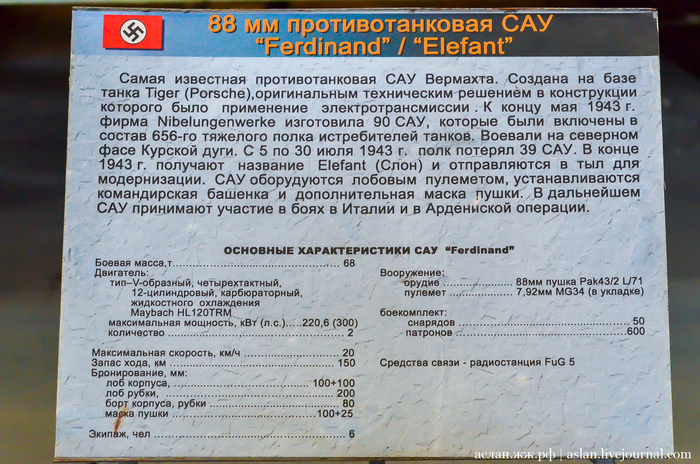 88 мм противотанковая САУ
“Ferdinand” / “Elefant”
Самая известная противотанковая САУ Вермахта. Создана на базе
танка Tiger (Porsche),оригинальным техническим решением в конструкции
которого было применение электротрансмиссии. К концу мая 1943 г.
фирма Nibelungenwerke изготовила 90 САУ, которые были включены в
состав 656-го тяжелого полка истребителей танков. Воевали на северном
фасе Курской дуги. С 5 по 30 июля 1943 г. полк потерял 39 САУ. В конце
1943 г. получают название Elefant (Слон) и отправляются в тыл для
модернизации. САУ оборудуются лобовым пулеметом, устанавливаются
командирская башенка и дополнительная маска пушки. В дальнейшем
САУ принимают участие в боях в Италии и в Арденнской операции.
ОСНОВНЫЕ ХАРАКТЕРИСТИКИ САУ “Ferdinand”
Боевая масса,т..........68
Двигатель:
тип–V-образный, четырехтактный,
12-цилиндровый, карбюраторный,
жидкостного охлаждения
Maybach HL120TRM
максимальная мощность, кВт (л.с.).....220,6 (300)
количество..........2
Максимальная скорость, км/ч..........20
Запас хода, км..........150
Бронирование, мм:
лоб корпуса,..........100+100
лоб рубки,..........200
борт корпуса, рубки..........80
маска пушки..........100+25
Экипаж, чел..........6
Вооружение:
орудие..........88мм пушка Pak43/2 L/71
пулемет..........7,92мм MG34 (в укладке)
боекомплект:
снарядов..........50
патронов..........600
Средства связи - радиостанция FuG 5
аслан.жж.рф | aslan.livejournal.com